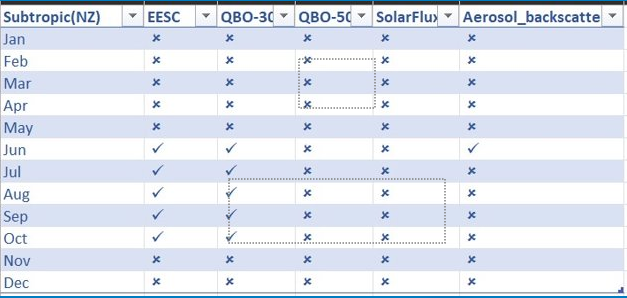 Subtropic(NZ) EESC QBO-30 QBO-50 SolarFlux Aerosol_backscatte
Jan × × × × ×
Feb × × × × ×
Mar × × × × ×
Apr × × × × ×
May × × × × ×
Jun ✓ ✓ × × ✓
Jul ✓ ✓ × × ×
Aug ✓ ✓ × × ×
Sep ✓ ✓ × × ×
Oct ✓ ✓ × × ×
Nov × × × × ×
Dec × × × × ×